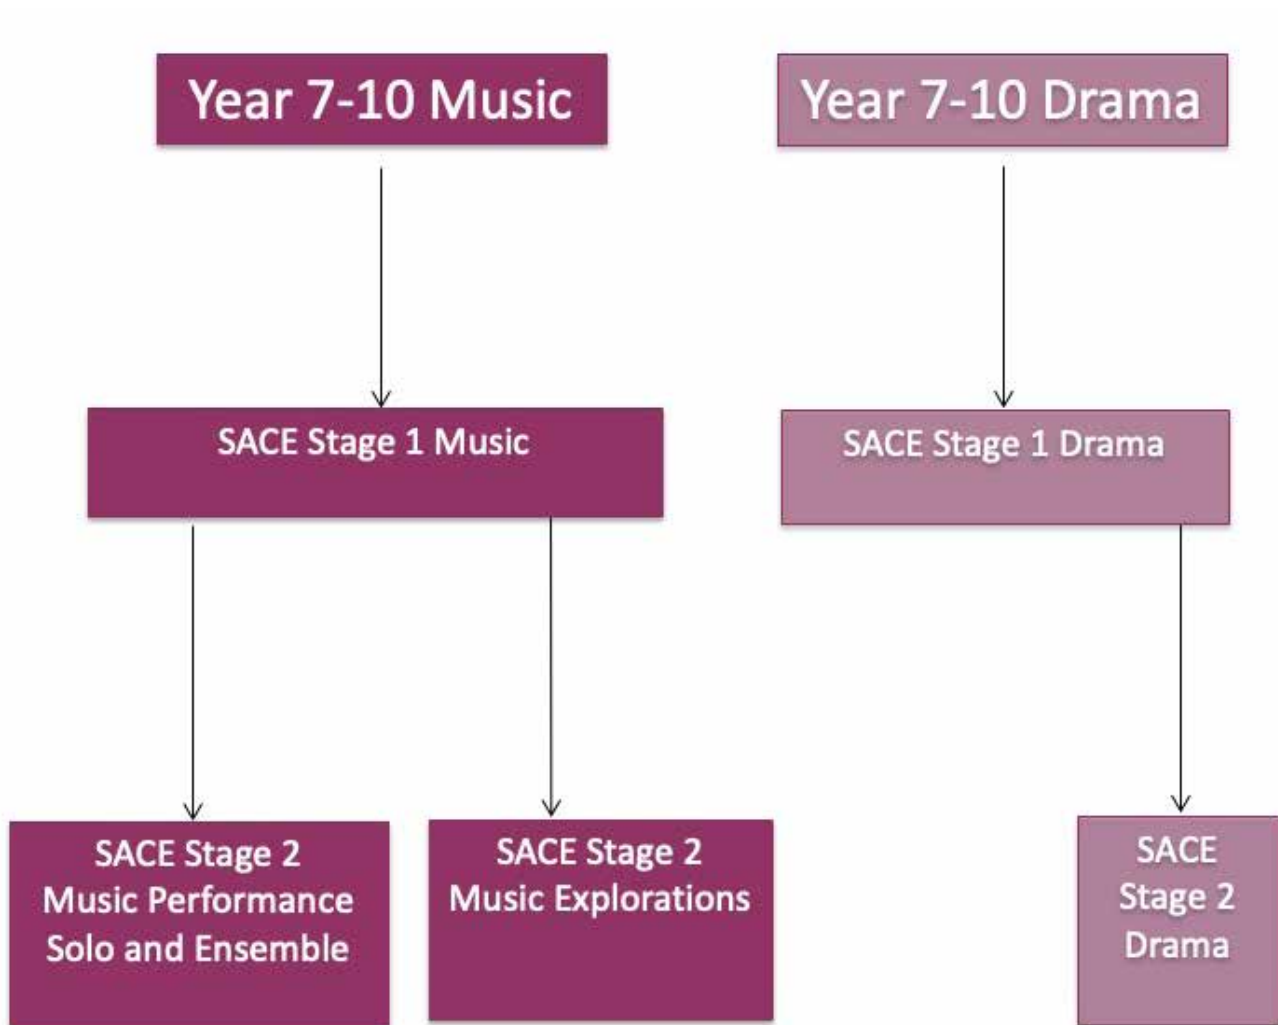 Year 7-10 Music
Year 7-10 Drama
SACE Stage 1 Music
SACE Stage 1 Drama
SACE Stage 2
Music Performance
Solo and Ensemble
SACE Stage 2
Music Explorations
SACE
Stage 2
Drama